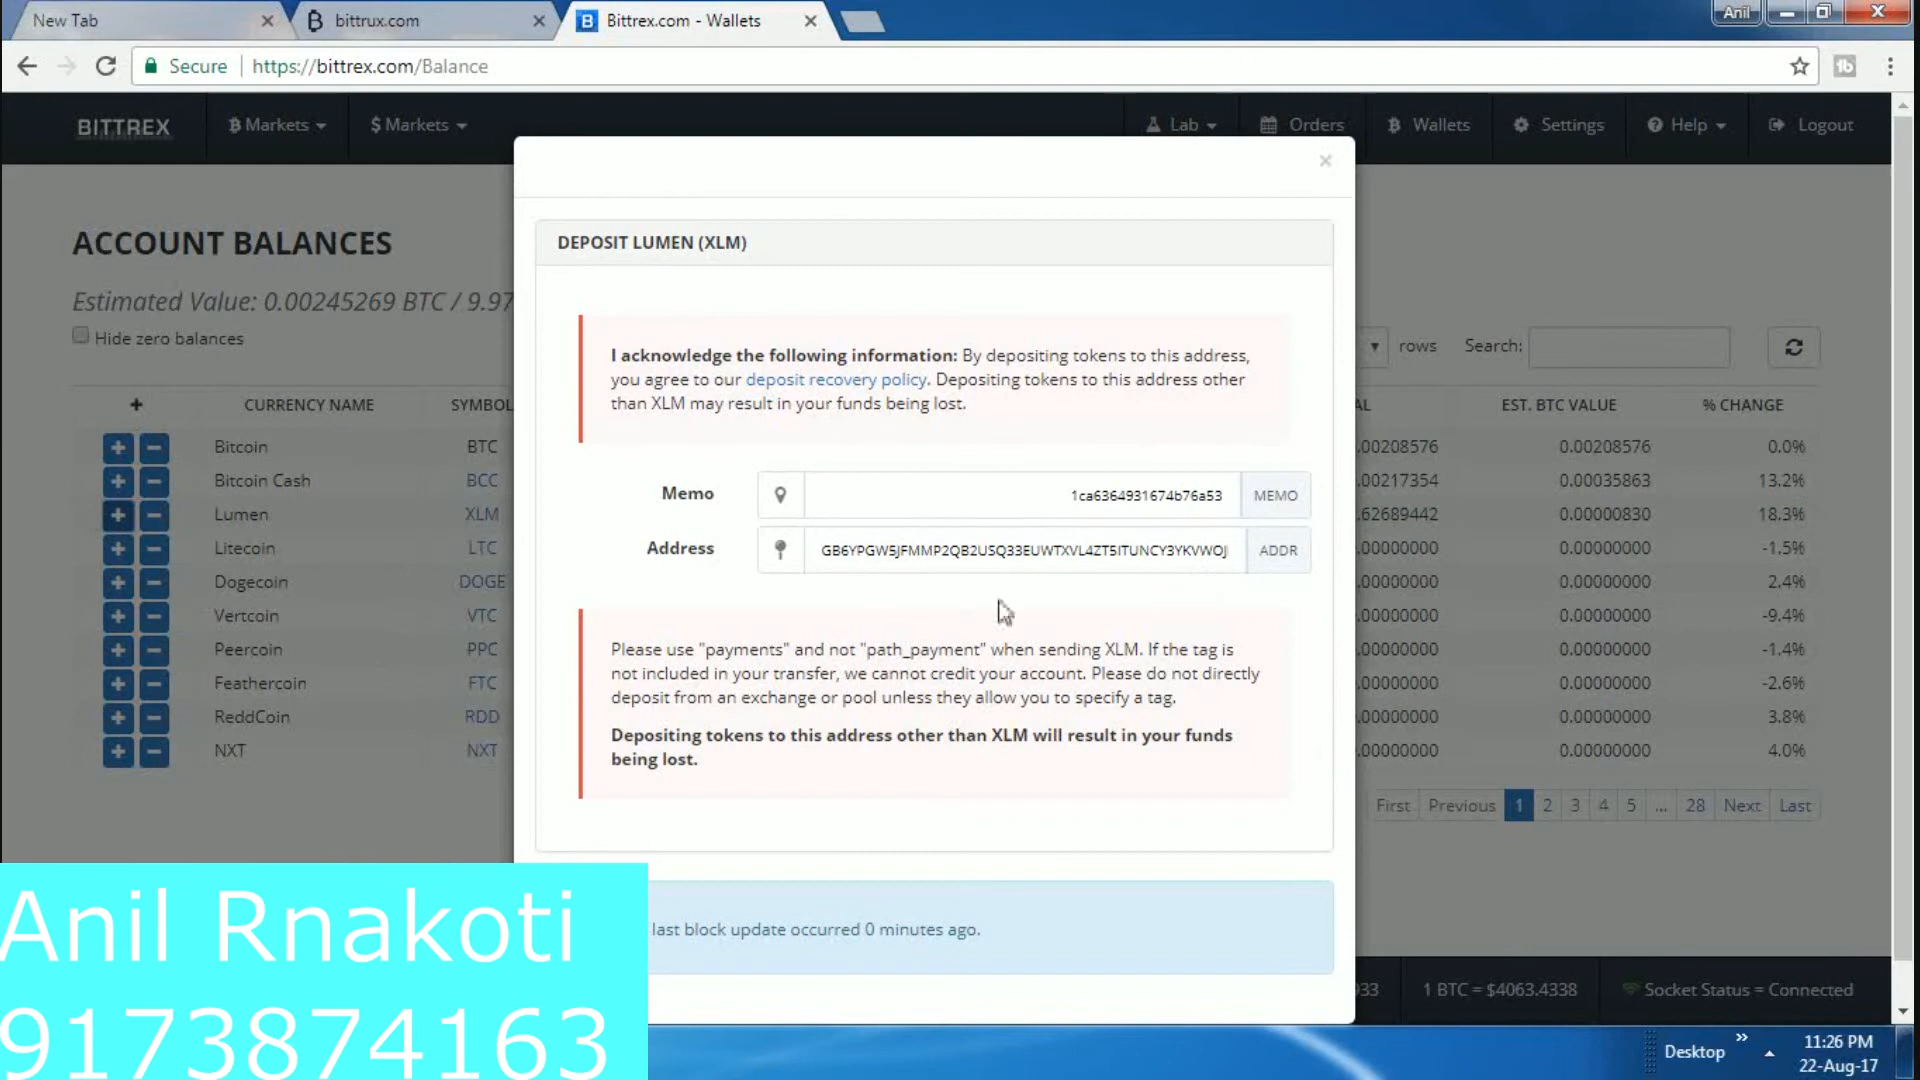 New Tab
bittrux.com
Bittrex.com - Wallets
Anil
Secure
https://bittrex.com/Balance
BITTREX
Markets
$ Markets
Lab
Orders
Wallets
Settings
Help
Logout
ACCOUNT BALANCES
Estimated Value: 0.00245269 BTC / 9.97
Hide zero balances
rows
Search:
+ CURRENCY NAME SYMBOL AL EST. BTC VALUE % CHANGE
Bitcoin BTC .00208576 0.00208576 0.0%
Bitcoin Cash BCC .00217354 0.00035863 13.2%
Lumen XLM .62689442 0.00000830 18.3%
Litecoin LTC .00000000 0.00000000 -1.5%
Dogecoin DOGE .00000000 0.00000000 2.4%
Vertcoin VTC .00000000 0.00000000 -9.4%
Peercoin PPC .00000000 0.00000000 -1.4%
Feathercoin FTC .00000000 0.00000000 -2.6%
ReddCoin RDD .00000000 0.00000000 3.8%
NXT NXT .00000000 0.00000000 4.0%
First Previous 1 2 3 4 5 ... 28 Next Last
×
DEPOSIT LUMEN (XLM)
I acknowledge the following information: By depositing tokens to this address,
you agree to our deposit recovery policy. Depositing tokens to this address other
than XLM may result in your funds being lost.
Memo 1ca6364931674b76a53 MEMO
Address GB6YPGW5JFMMP2QB2USQ33EUWTXVL4ZT5ITUNCY3YKVWOJ ADDR
Please use "payments" and not "path_payment" when sending XLM. If the tag is
not included in your transfer, we cannot credit your account. Please do not directly
deposit from an exchange or pool unless they allow you to specify a tag.
Depositing tokens to this address other than XLM will result in your funds
being lost.
last block update occurred 0 minutes ago.
933
1 BTC = $4063.4338
Socket Status = Connected
Anil Rnakoti
9173874163
Desktop
11:26 PM
22-Aug-17